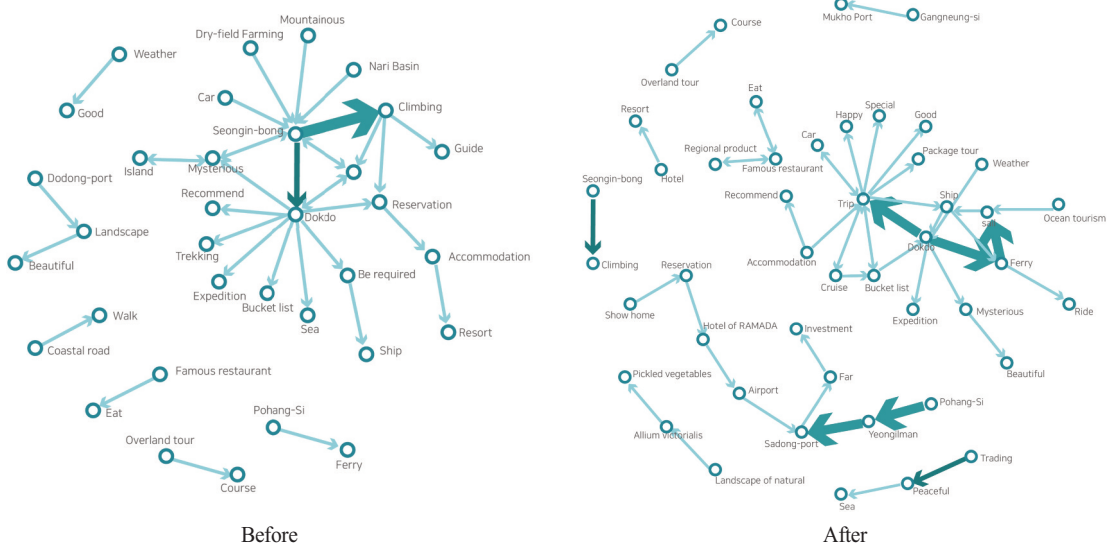 Mountainous
Dry-field Farming
Weather
Nari Basin
Car
Good
Climbing
Seongin-bong
Guide
Island
Mysterious
Dodong-port
Recommend
Reservation
Dokdo
Landscape
Trekking
Accommodation
Beautiful
Be required
Expedition
Bucket list
Sea
Walk
Resort
Coastal road
Ship
Famous restaurant
Eat
Pohang-Si
Overland tour
Ferry
Course
Before
Mukho Port
Gangneung-si
Course
Overland tour
Eat
Special
Resort
Happy
Good
Car
Regional product
Package tour
Famous restaurant
Weather
Hotel
Seongin-bong
Recommend
Trip
Ship
sail
Ocean tourism
Dokdo
Accommodation
Climbing
Reservation
Ferry
Cruise
Bucket list
Show home
Expedition
Mysterious
Ride
Hotel of RAMADA
Investment
Beautiful
Pickled vegetables
Airport
Far
Pohang-Si
Allium victorialis
Sadong-port
Yeongilman
Trading
Landscape of natural
Peaceful
Sea
After